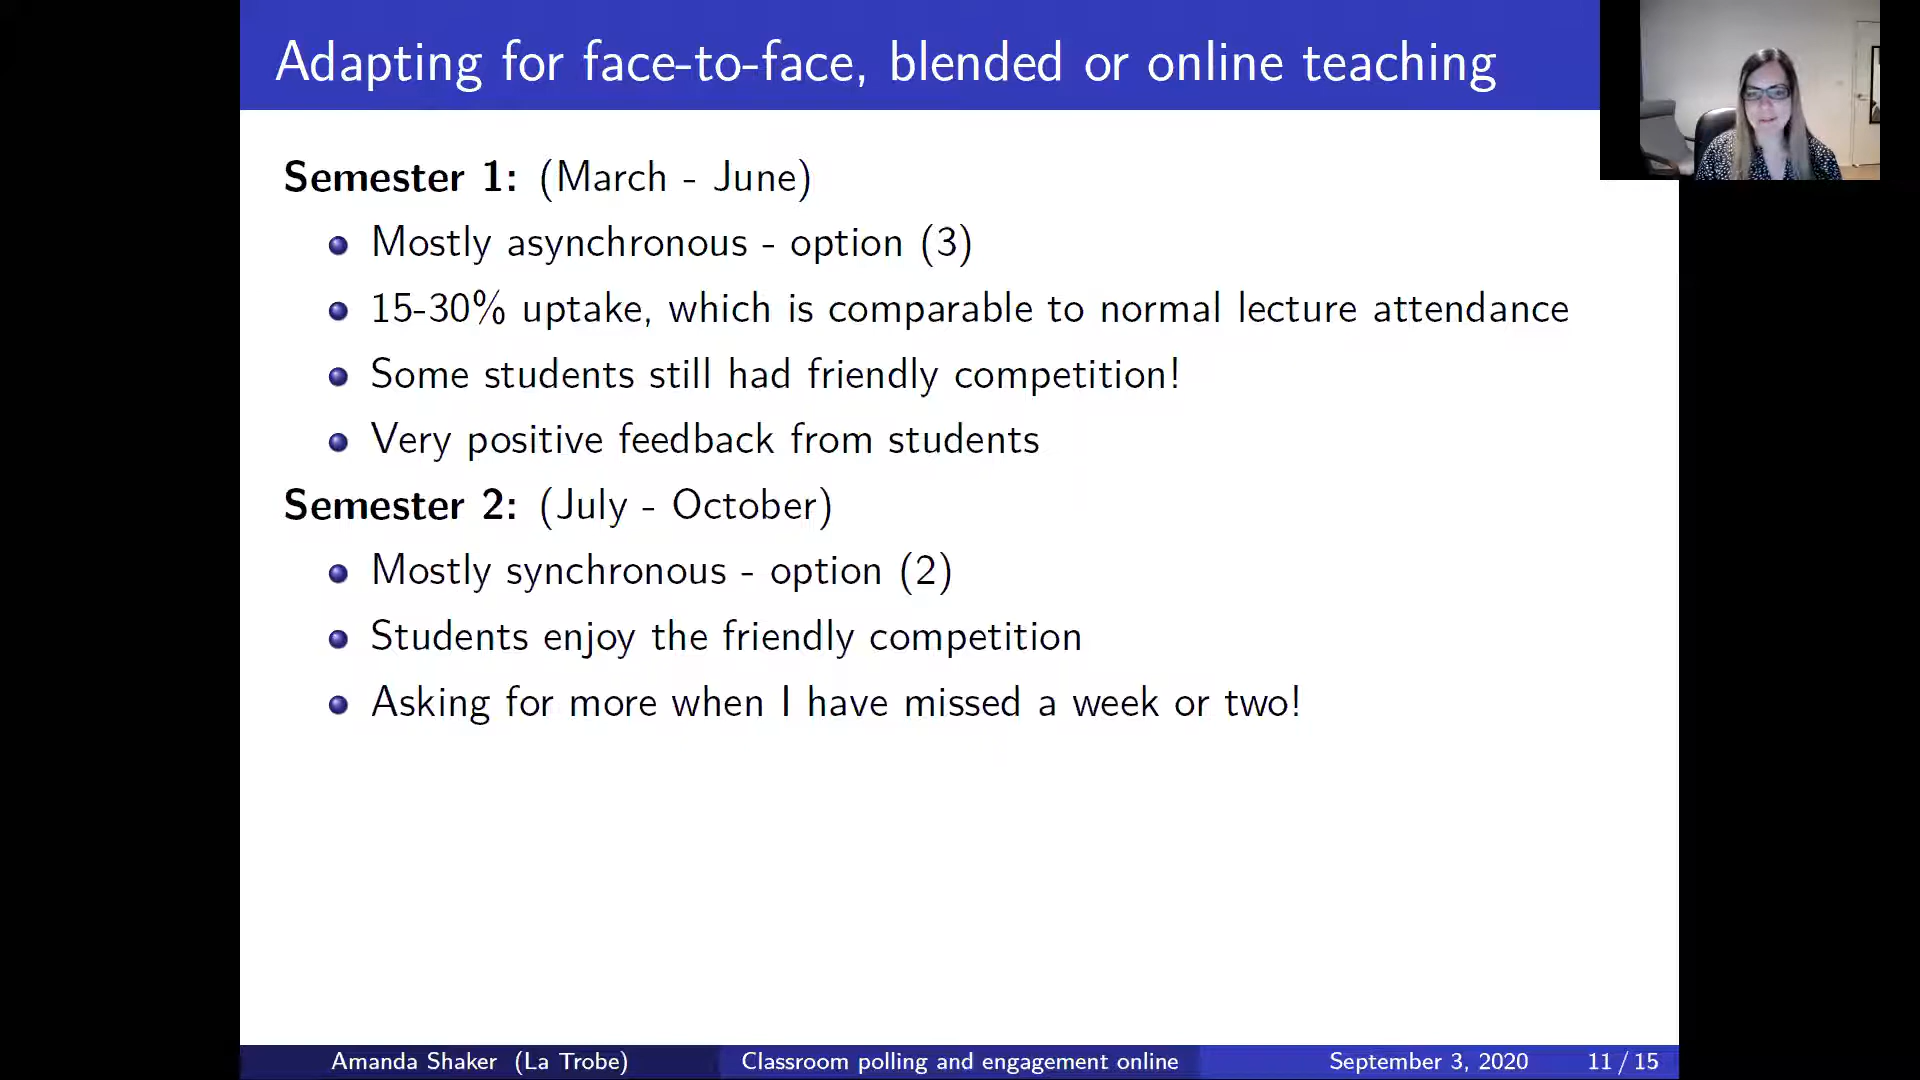 Adapting for face-to-face, blended or online teaching
Semester 1: (March - June)
Mostly asynchronous - option (3)
15-30% uptake, which is comparable to normal lecture attendance
Some students still had friendly competition!
Very positive feedback from students
Semester 2: (July - October)
Mostly synchronous - option (2)
Students enjoy the friendly competition
Asking for more when I have missed a week or two!
Amanda Shaker (La Trobe) Classroom polling and engagement online September 3, 2020 11 / 15